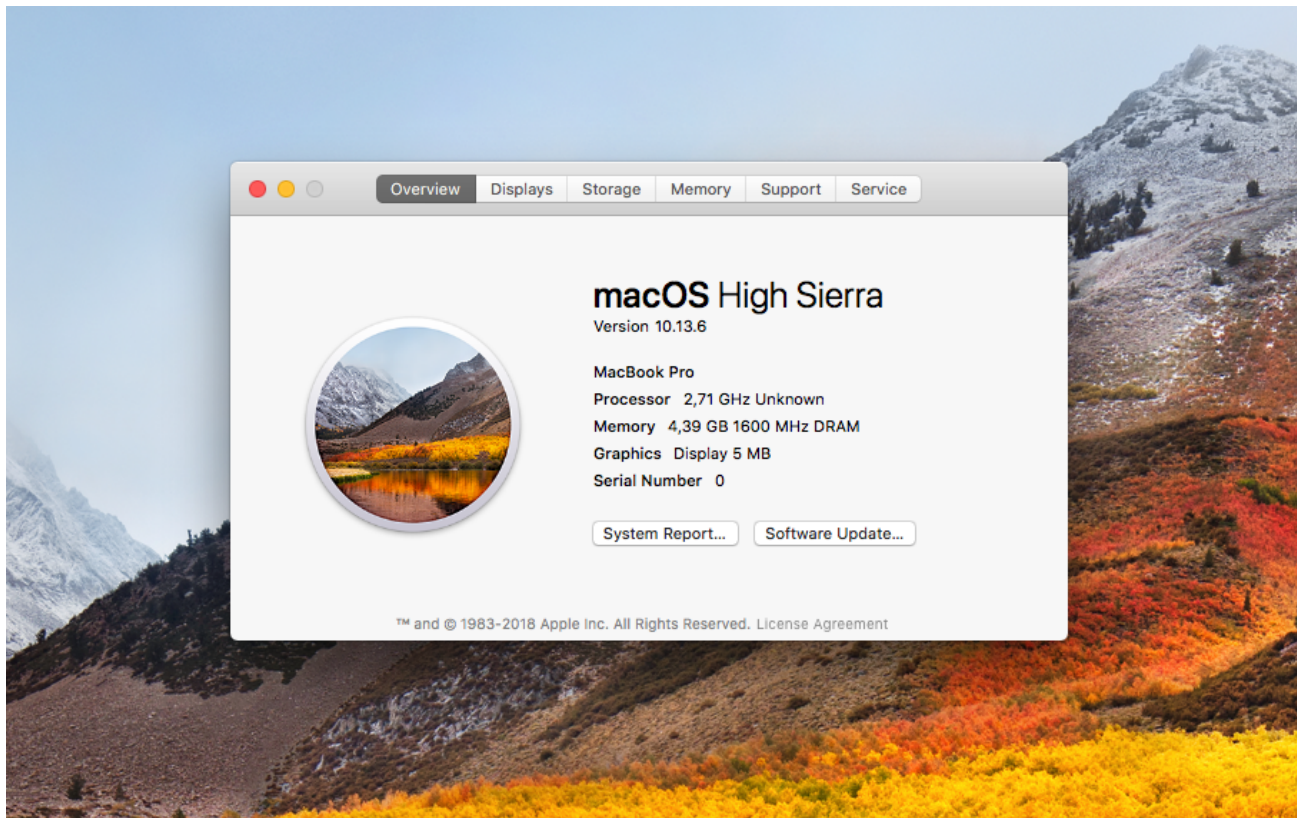 Overview Displays Storage Memory Support Service
macOS High Sierra
Version 10.13.6
MacBook Pro
Processor 2,71 GHz Unknown
Memory 4,39 GB 1600 MHz DRAM
Graphics Display 5 MB
Serial Number 0
System Report... Software Update...
™ and © 1983-2018 Apple Inc. All Rights Reserved. License Agreement